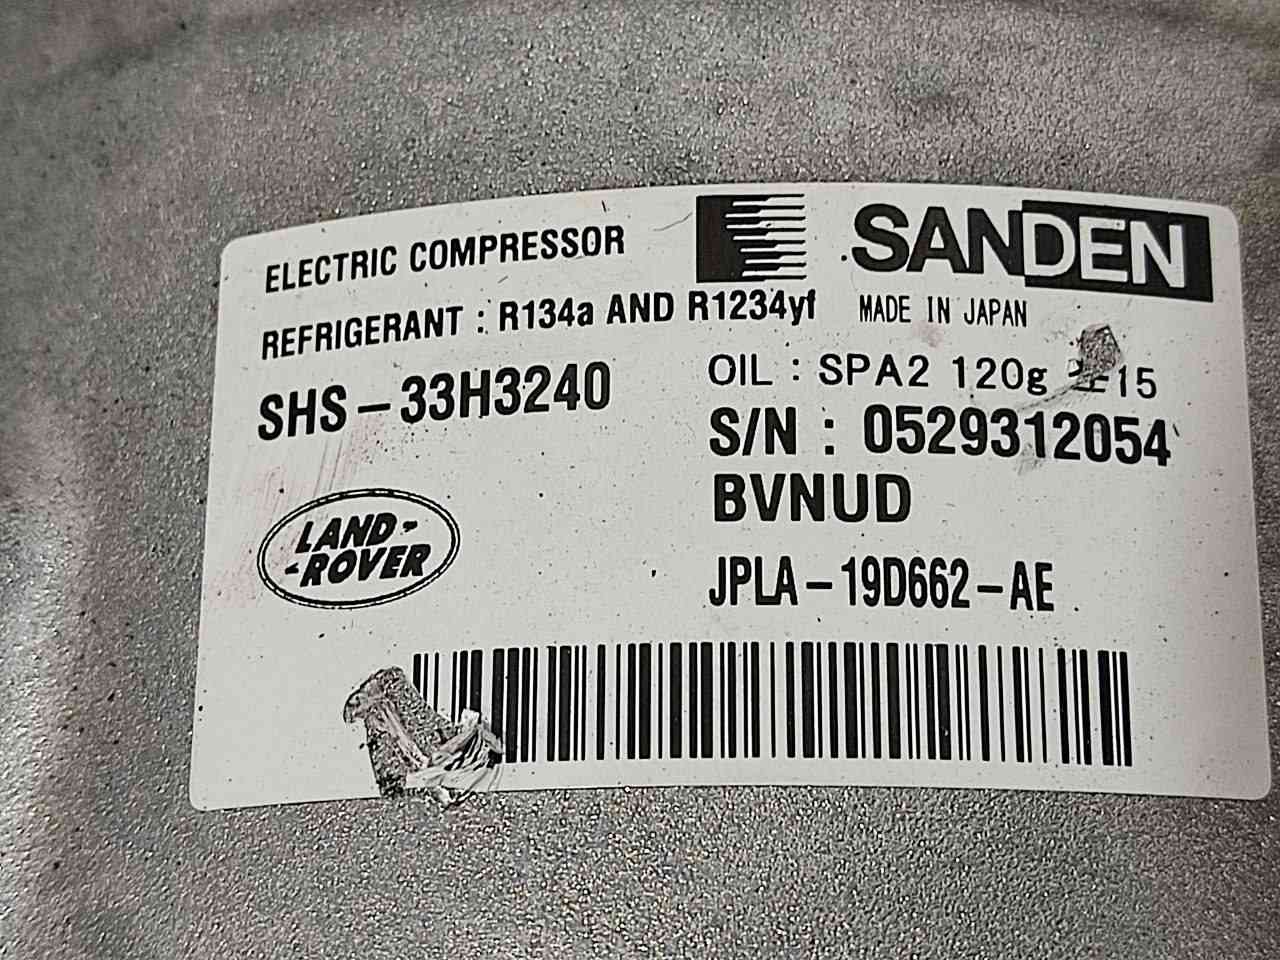 ELECTRIC COMPRESSOR
SANDEN
REFRIGERANT : R134a AND R1234yf
MADE IN JAPAN
SHS-33H3240
OIL : SPA2 120g
S/N : 0529312054
BVNUD
LAND-
-ROVER
JPLA-19D662-AE